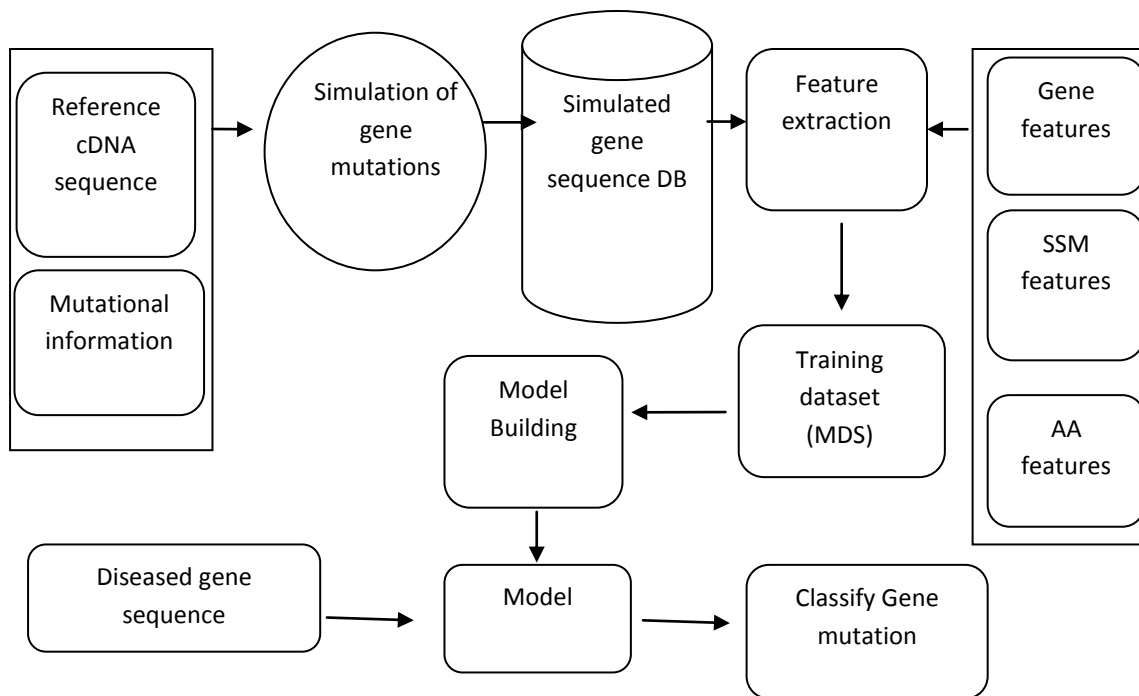 Reference
cDNA
sequence
Mutational
information
Simulation of
gene
mutations
Simulated
gene
sequence DB
Feature
extraction
Gene
features
SSM
features
AA
features
Training
dataset
(MDS)
Model
Building
Diseased gene
sequence
Model
Classify Gene
mutation